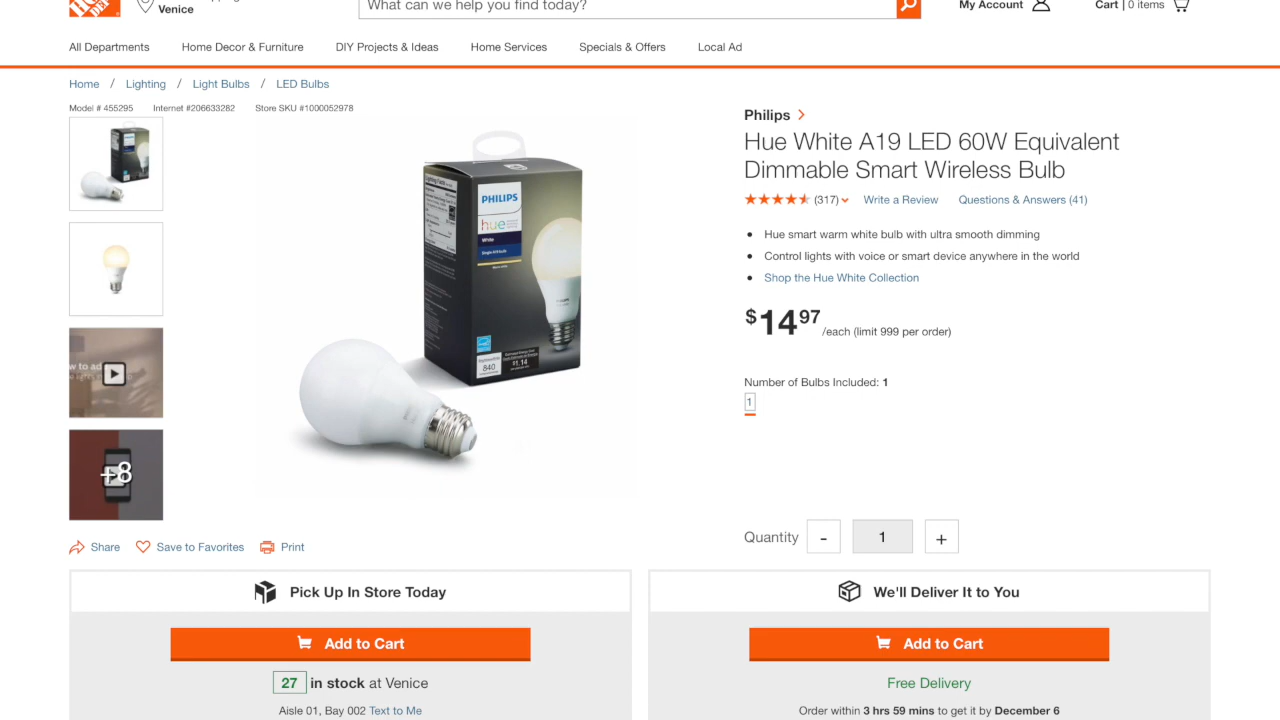 Venice
What can we help you find today?
My Account
Cart | 0 items
All Departments
Home Decor & Furniture
DIY Projects & Ideas
Home Services
Specials & Offers
Local Ad
Home / Lighting / Light Bulbs / LED Bulbs
Model # 455295 Internet #206633282 Store SKU #1000052978
Philips
Hue White A19 LED 60W Equivalent
Dimmable Smart Wireless Bulb
(317) Write a Review Questions & Answers (41)
• Hue smart warm white bulb with ultra smooth dimming
• Control lights with voice or smart device anywhere in the world
• Shop the Hue White Collection
$14 97 /each (limit 999 per order)
Number of Bulbs Included: 1
1
PHILIPS
hue
White
840
$1.14
+8
Quantity - 1 +
Share Save to Favorites Print
Pick Up In Store Today
Add to Cart
27 in stock at Venice
Aisle 01, Bay 002 Text to Me
We'll Deliver It to You
Add to Cart
Free Delivery
Order within 3 hrs 59 mins to get it by December 6